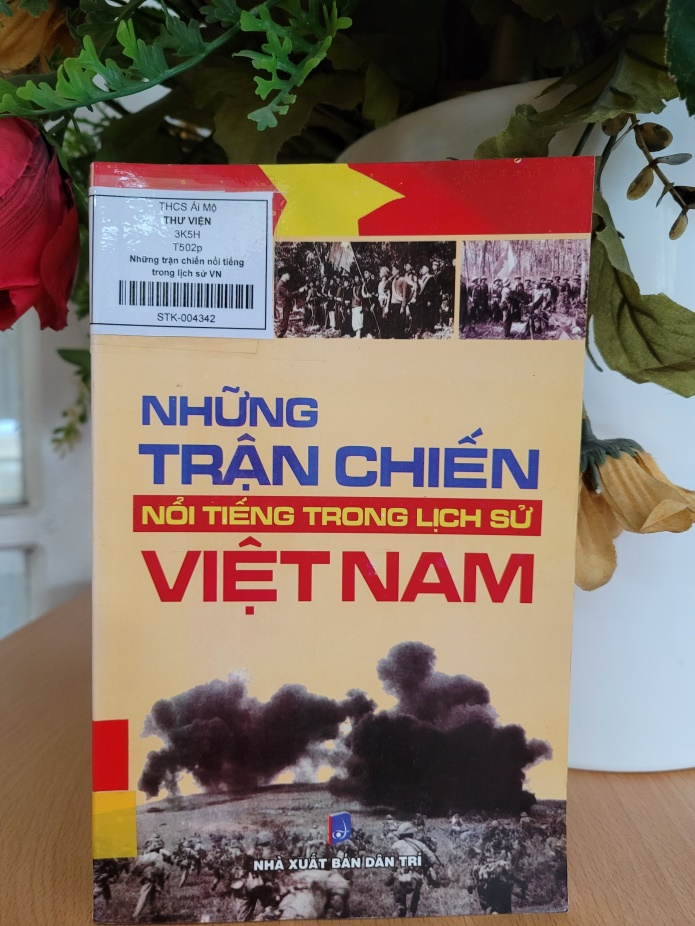 THCS Ái Mộ
THƯ VIỆN
3K5H
T502p
Những trận chiến nổi tiếng
trong lịch sử VN
STK-004342
NHỮNG
TRẬN CHIẾN
NỔI TIẾNG TRONG LỊCH SỬ
VIỆT NAM
NHÀ XUẤT BẢN DÂN TRÍ